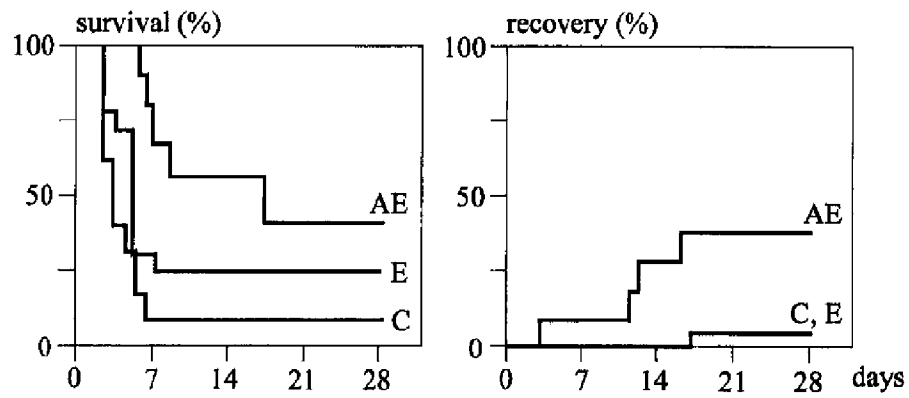 survival (%)
100
50
0
AE
E
C
0 7 14 21 28
recovery (%)
100
50
0
AE
C, E
0 7 14 21 28 days